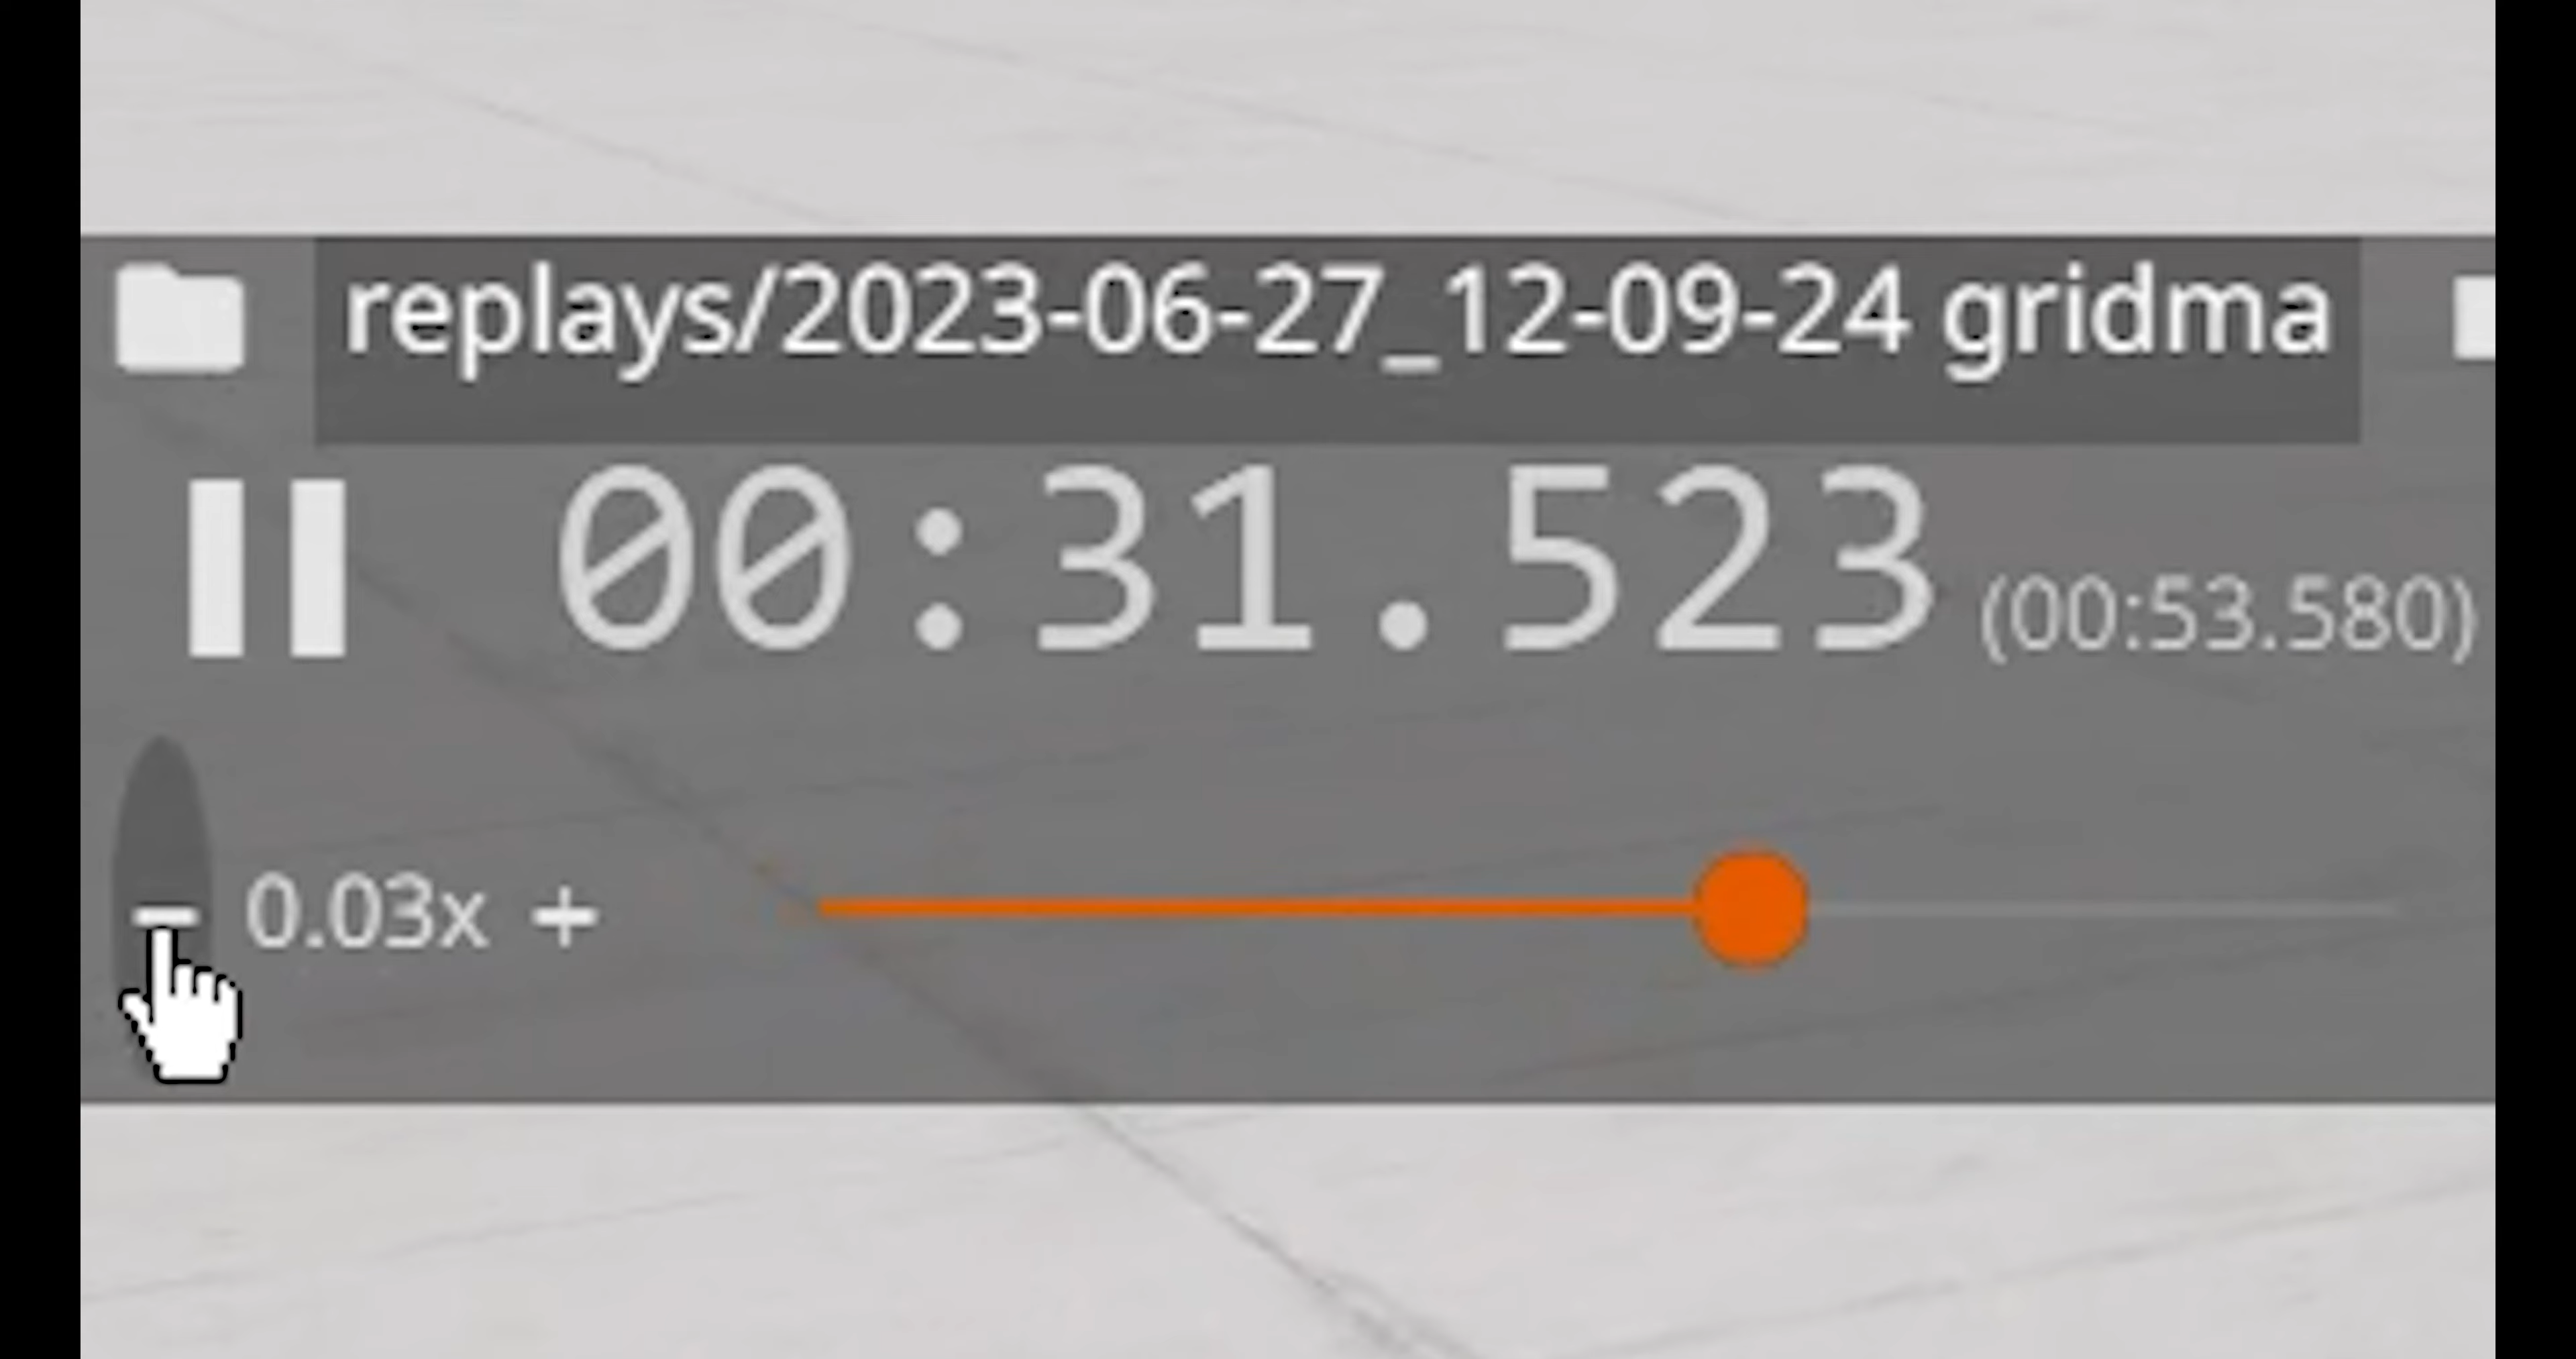 replays/2023-06-27_12-09-24 gridma
00:31.523 (00:53.580)
− 0.03x +